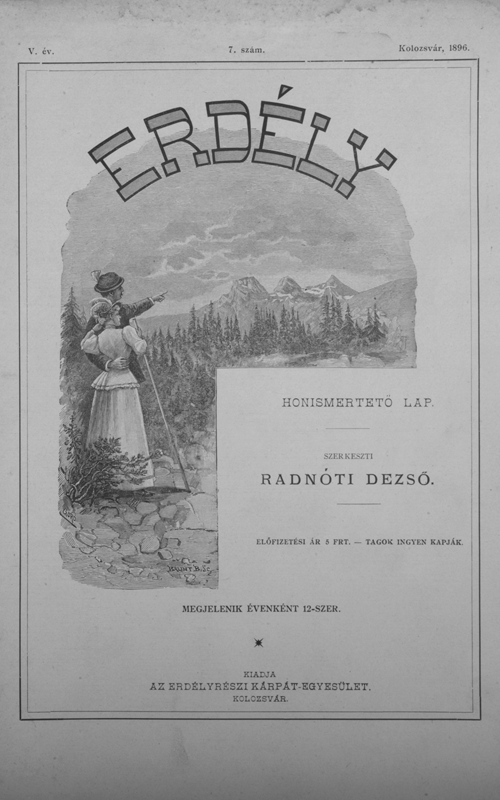 V. év.
7. szám.
Kolozsvár, 1896.
ERDÉLY
HONISMERTETŐ LAP.
SZERKESZTI
RADNÓTI DEZSŐ.
ELŐFIZETÉSI ÁR 5 FRT. — TAGOK INGYEN KAPJÁK.
MEGJELENIK ÉVENKÉNT 12-SZER.
KIADJA
AZ ERDÉLYRÉSZI KÁRPÁT-EGYESÜLET.
KOLOZSVÁR.